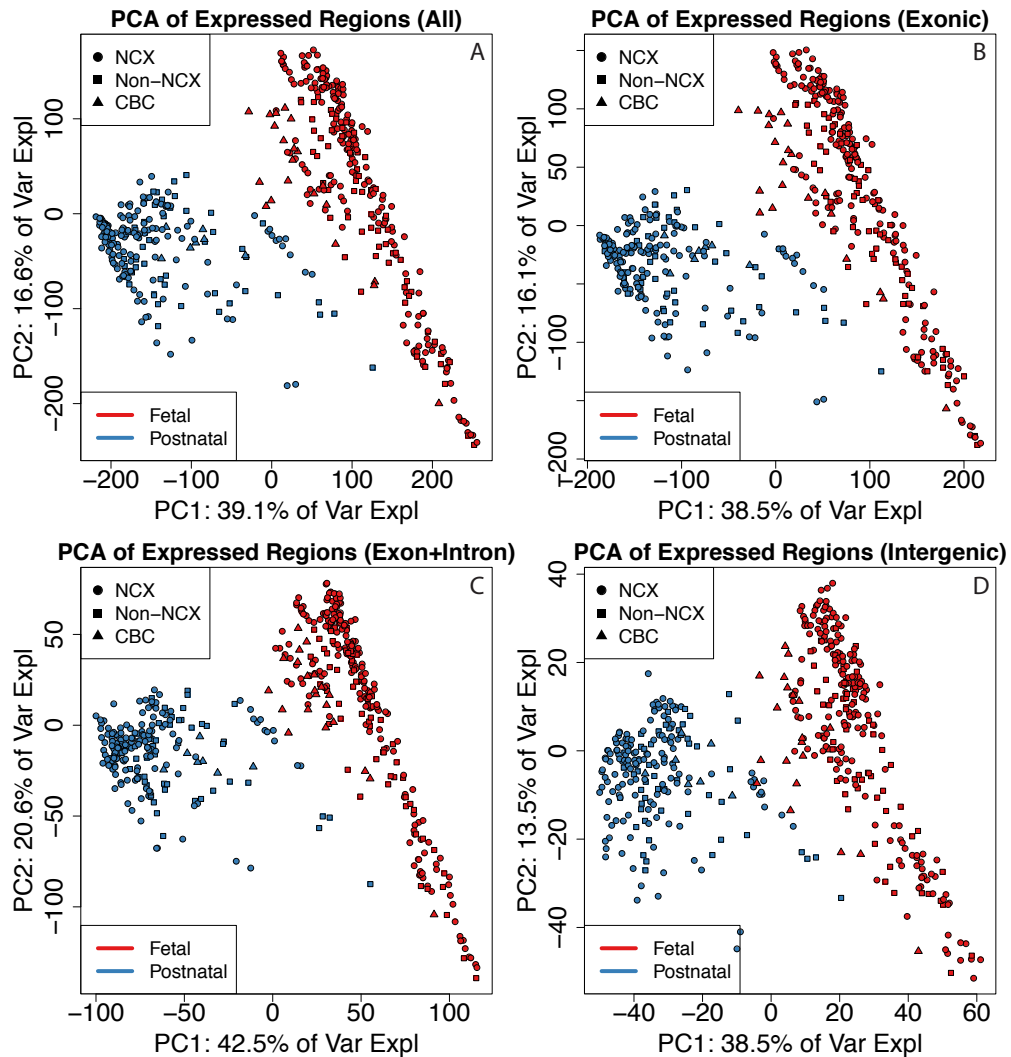 PCA of Expressed Regions (All)
A
NCX
Non−NCX
CBC
PC2: 16.6% of Var Expl
100
0
−100
−200
Fetal
Postnatal
−200 −100 0 100 200
PC1: 39.1% of Var Expl
PCA of Expressed Regions (Exonic)
B
NCX
Non−NCX
CBC
PC2: 16.1% of Var Expl
100
50
0
−100
−200
Fetal
Postnatal
−200 −100 0 100 200
PC1: 38.5% of Var Expl
PCA of Expressed Regions (Exon+Intron)
C
NCX
Non−NCX
CBC
PC2: 20.6% of Var Expl
50
0
−50
−100
Fetal
Postnatal
−100 −50 0 50 100
PC1: 42.5% of Var Expl
PCA of Expressed Regions (Intergenic)
D
NCX
Non−NCX
CBC
PC2: 13.5% of Var Expl
40
20
0
−20
−40
Fetal
Postnatal
−40 −20 0 20 40 60
PC1: 38.5% of Var Expl